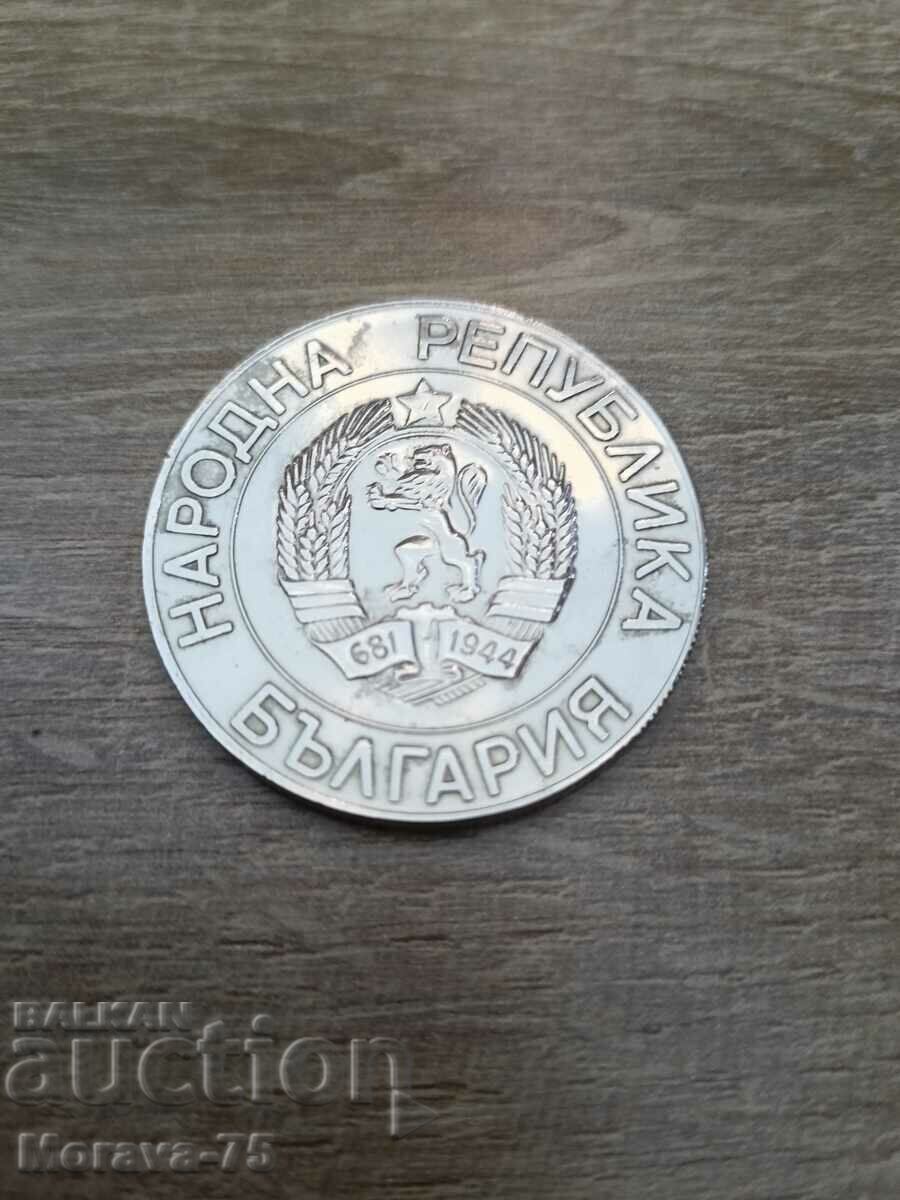 НАРОДНА РЕПУБЛИКА
БЪЛГАРИЯ
681 1944
BALKAN
auction
Morava-75